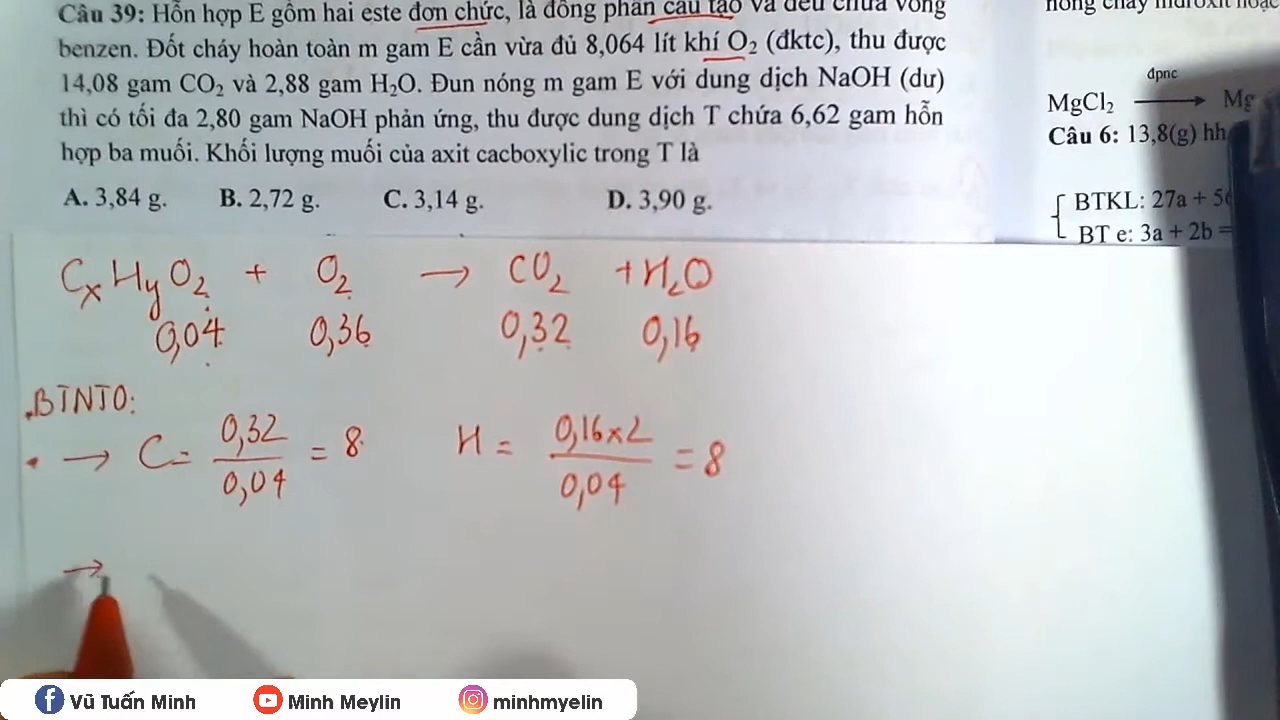 Câu 39: Hỗn hợp E gồm hai este đơn chức, là đồng phân cấu tạo và đều chứa vòng
benzen. Đốt cháy hoàn toàn m gam E cần vừa đủ 8,064 lít khí O₂ (đktc), thu được
14,08 gam CO₂ và 2,88 gam H₂O. Đun nóng m gam E với dung dịch NaOH (dư)
thì có tối đa 2,80 gam NaOH phản ứng, thu được dung dịch T chứa 6,62 gam hỗn
hợp ba muối. Khối lượng muối của axit cacboxylic trong T là
A. 3,84 g. B. 2,72 g. C. 3,14 g. D. 3,90 g.
nóng chảy hidroxit hoặc
đpnc
MgCl₂ → Mg
Câu 6: 13,8(g) hh
BTKL: 27a + 56
BT e: 3a + 2b =
CxHyO₂ + O₂ → CO₂ + H₂O
0,04 0,36 0,32 0,16
BTNTO:
→ C = 0,32/0,04 = 8 H = 0,16x2/0,04 = 8
→
Vũ Tuấn Minh Minh Meylin minhmyelin